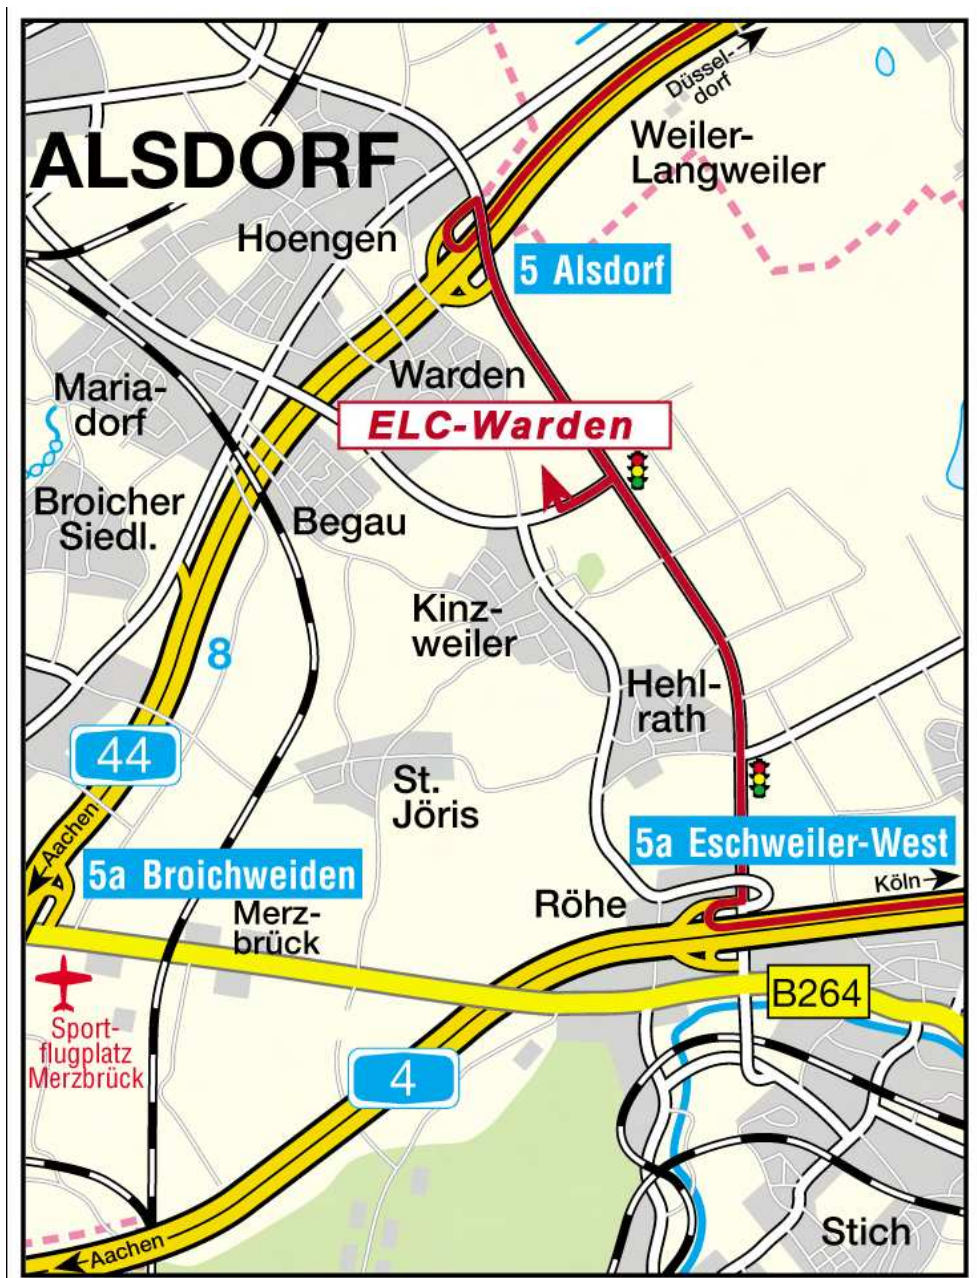 Düssel-
dorf
Weiler-
Langweiler
ALSDORF
Hoengen
5 Alsdorf
Warden
Maria-
dorf
ELC-Warden
Broicher
Siedl.
Begau
Kinz-
weiler
8
Hehl-
rath
44
St.
Jöris
Aachen
5a Eschweiler-West
5a Broichweiden
Köln
Röhe
Merz-
brück
B264
Sport-
flugplatz
Merzbrück
4
Stich
Aachen